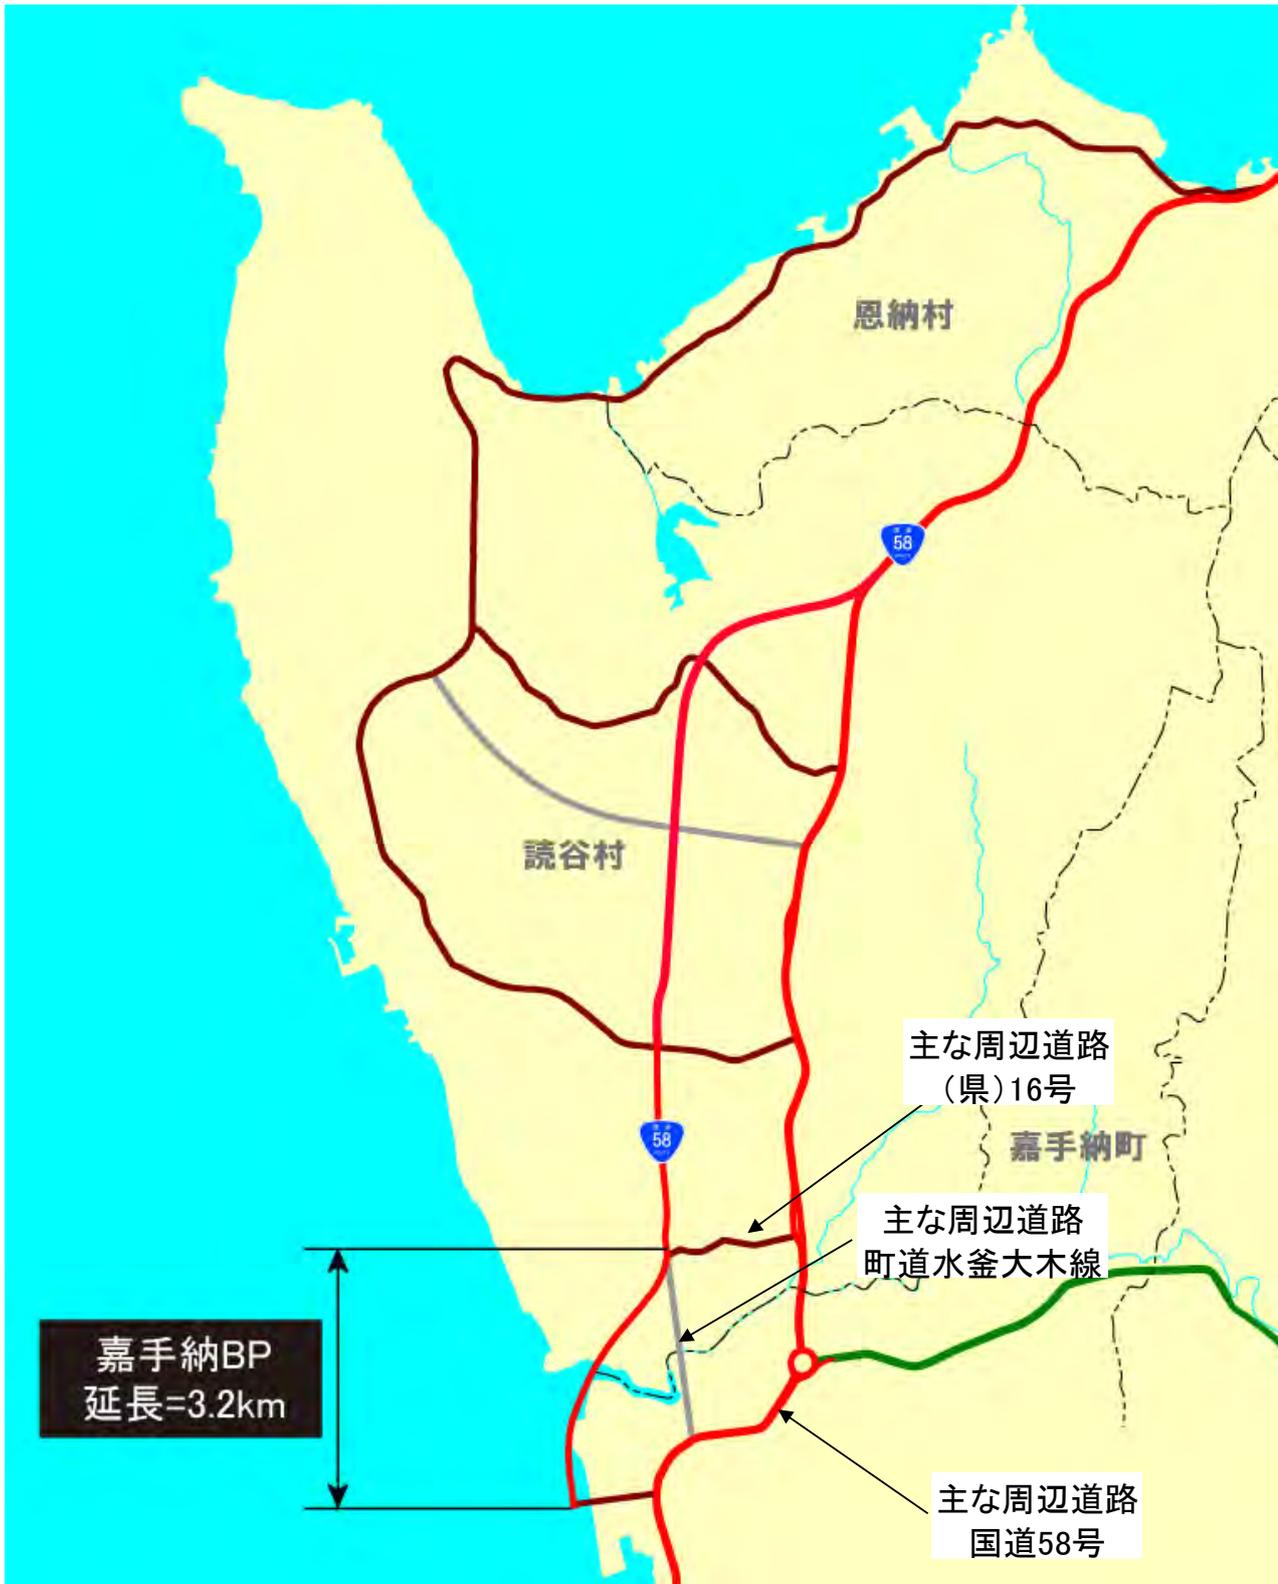 恩納村
58
読谷村
主な周辺道路
(県)16号
58
嘉手納町
主な周辺道路
町道水釜大木線
嘉手納BP
延長=3.2km
主な周辺道路
国道58号